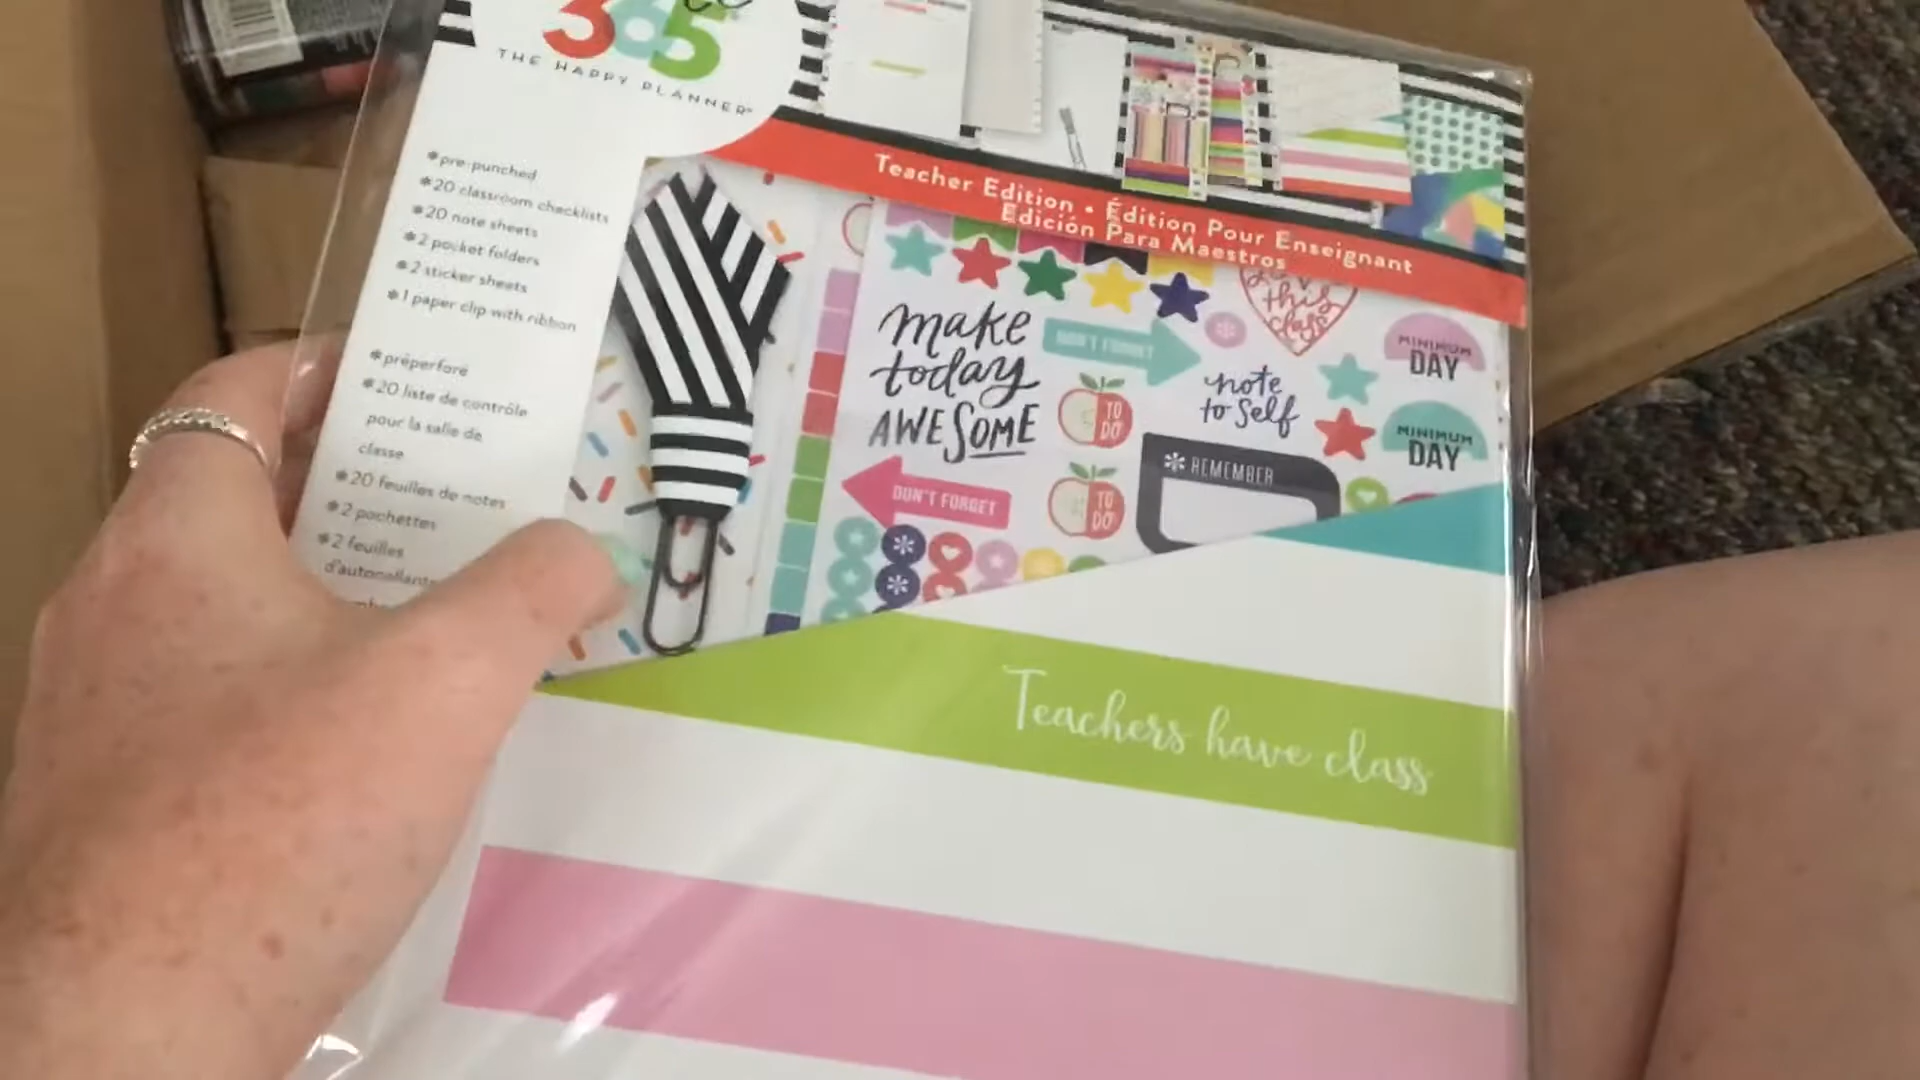 365
THE HAPPY PLANNER
* pre-punched
* 20 classroom checklists
* 20 note sheets
* 2 pocket folders
* 2 sticker sheets
* 1 paper clip with ribbon
* préperforé
* 20 liste de contrôle
pour la salle de
classe
* 20 feuilles de notes
* 2 pochettes
* 2 feuilles
d'autocollants
Teacher Edition • Édition Pour Enseignant
Edición Para Maestros
make
today
AWESOME
DON'T FORGET
this
class
MINIMUM
DAY
TO
DO
note
to self
MINIMUM
DAY
* REMEMBER
DON'T FORGET
TO
DO
Teachers have class